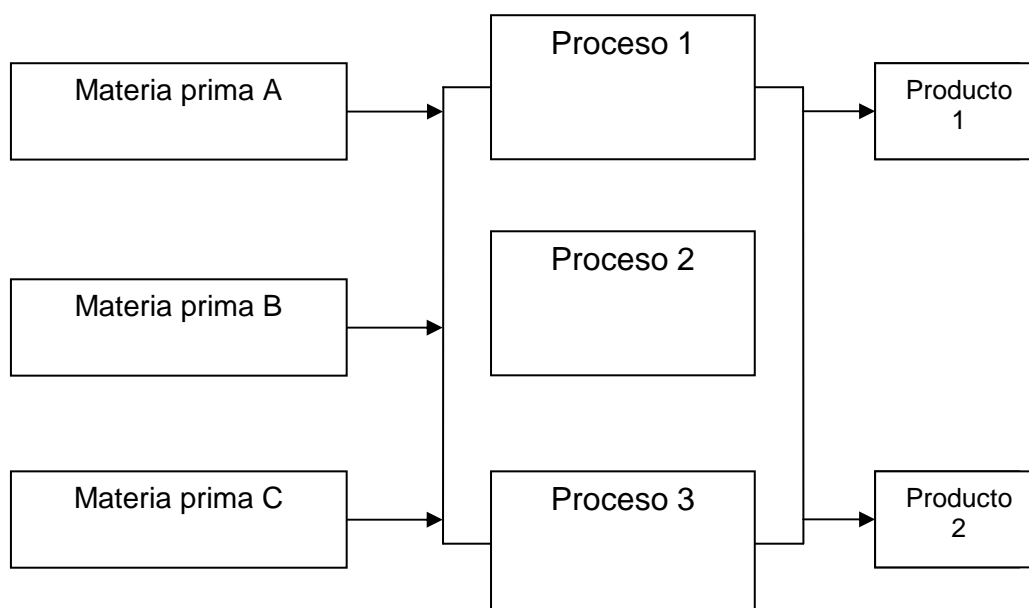 Proceso 1
Materia prima A
Producto
1
Proceso 2
Materia prima B
Materia prima C
Proceso 3
Producto
2